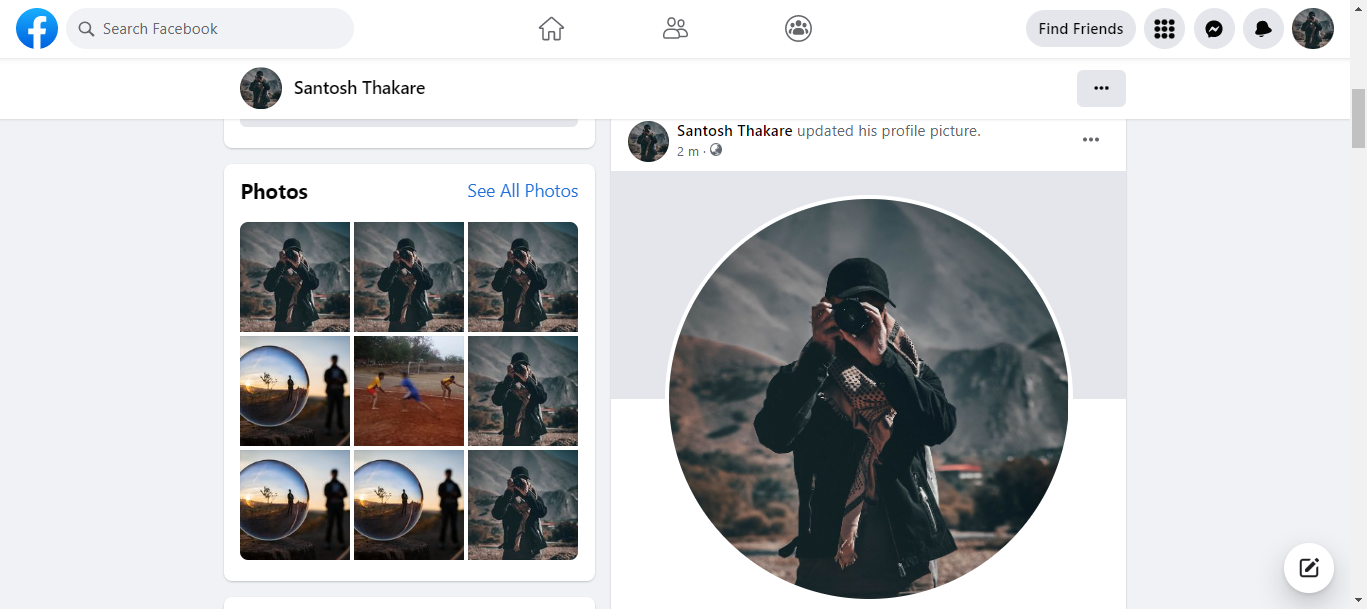 Search Facebook
Find Friends
Santosh Thakare
Santosh Thakare updated his profile picture.
2 m ·
Photos
See All Photos